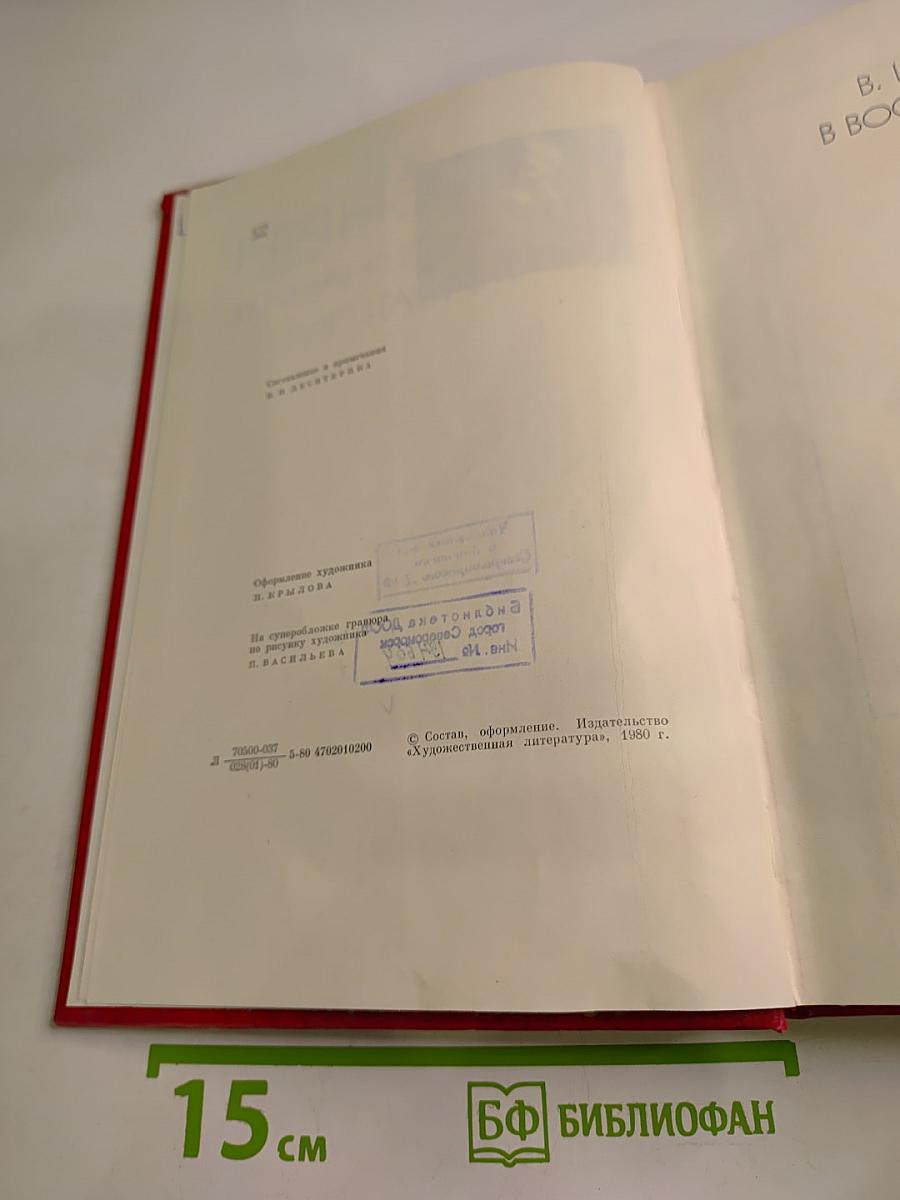 В.
В ВОС
Составление и примечания
В. В. ДЕСЯТЕРИКА
Оформление художника
Н. КРЫЛОВА
На суперобложке гравюра
по рисунку художника
П. ВАСИЛЬЕВА
Библиотека ДОСА
город Североморск
Инв. №
Л 70500-037
028(01)-80 5-80 4702010200
© Состав, оформление. Издательство
«Художественная литература», 1980 г.
15 см
БФ БИБЛИОФАН